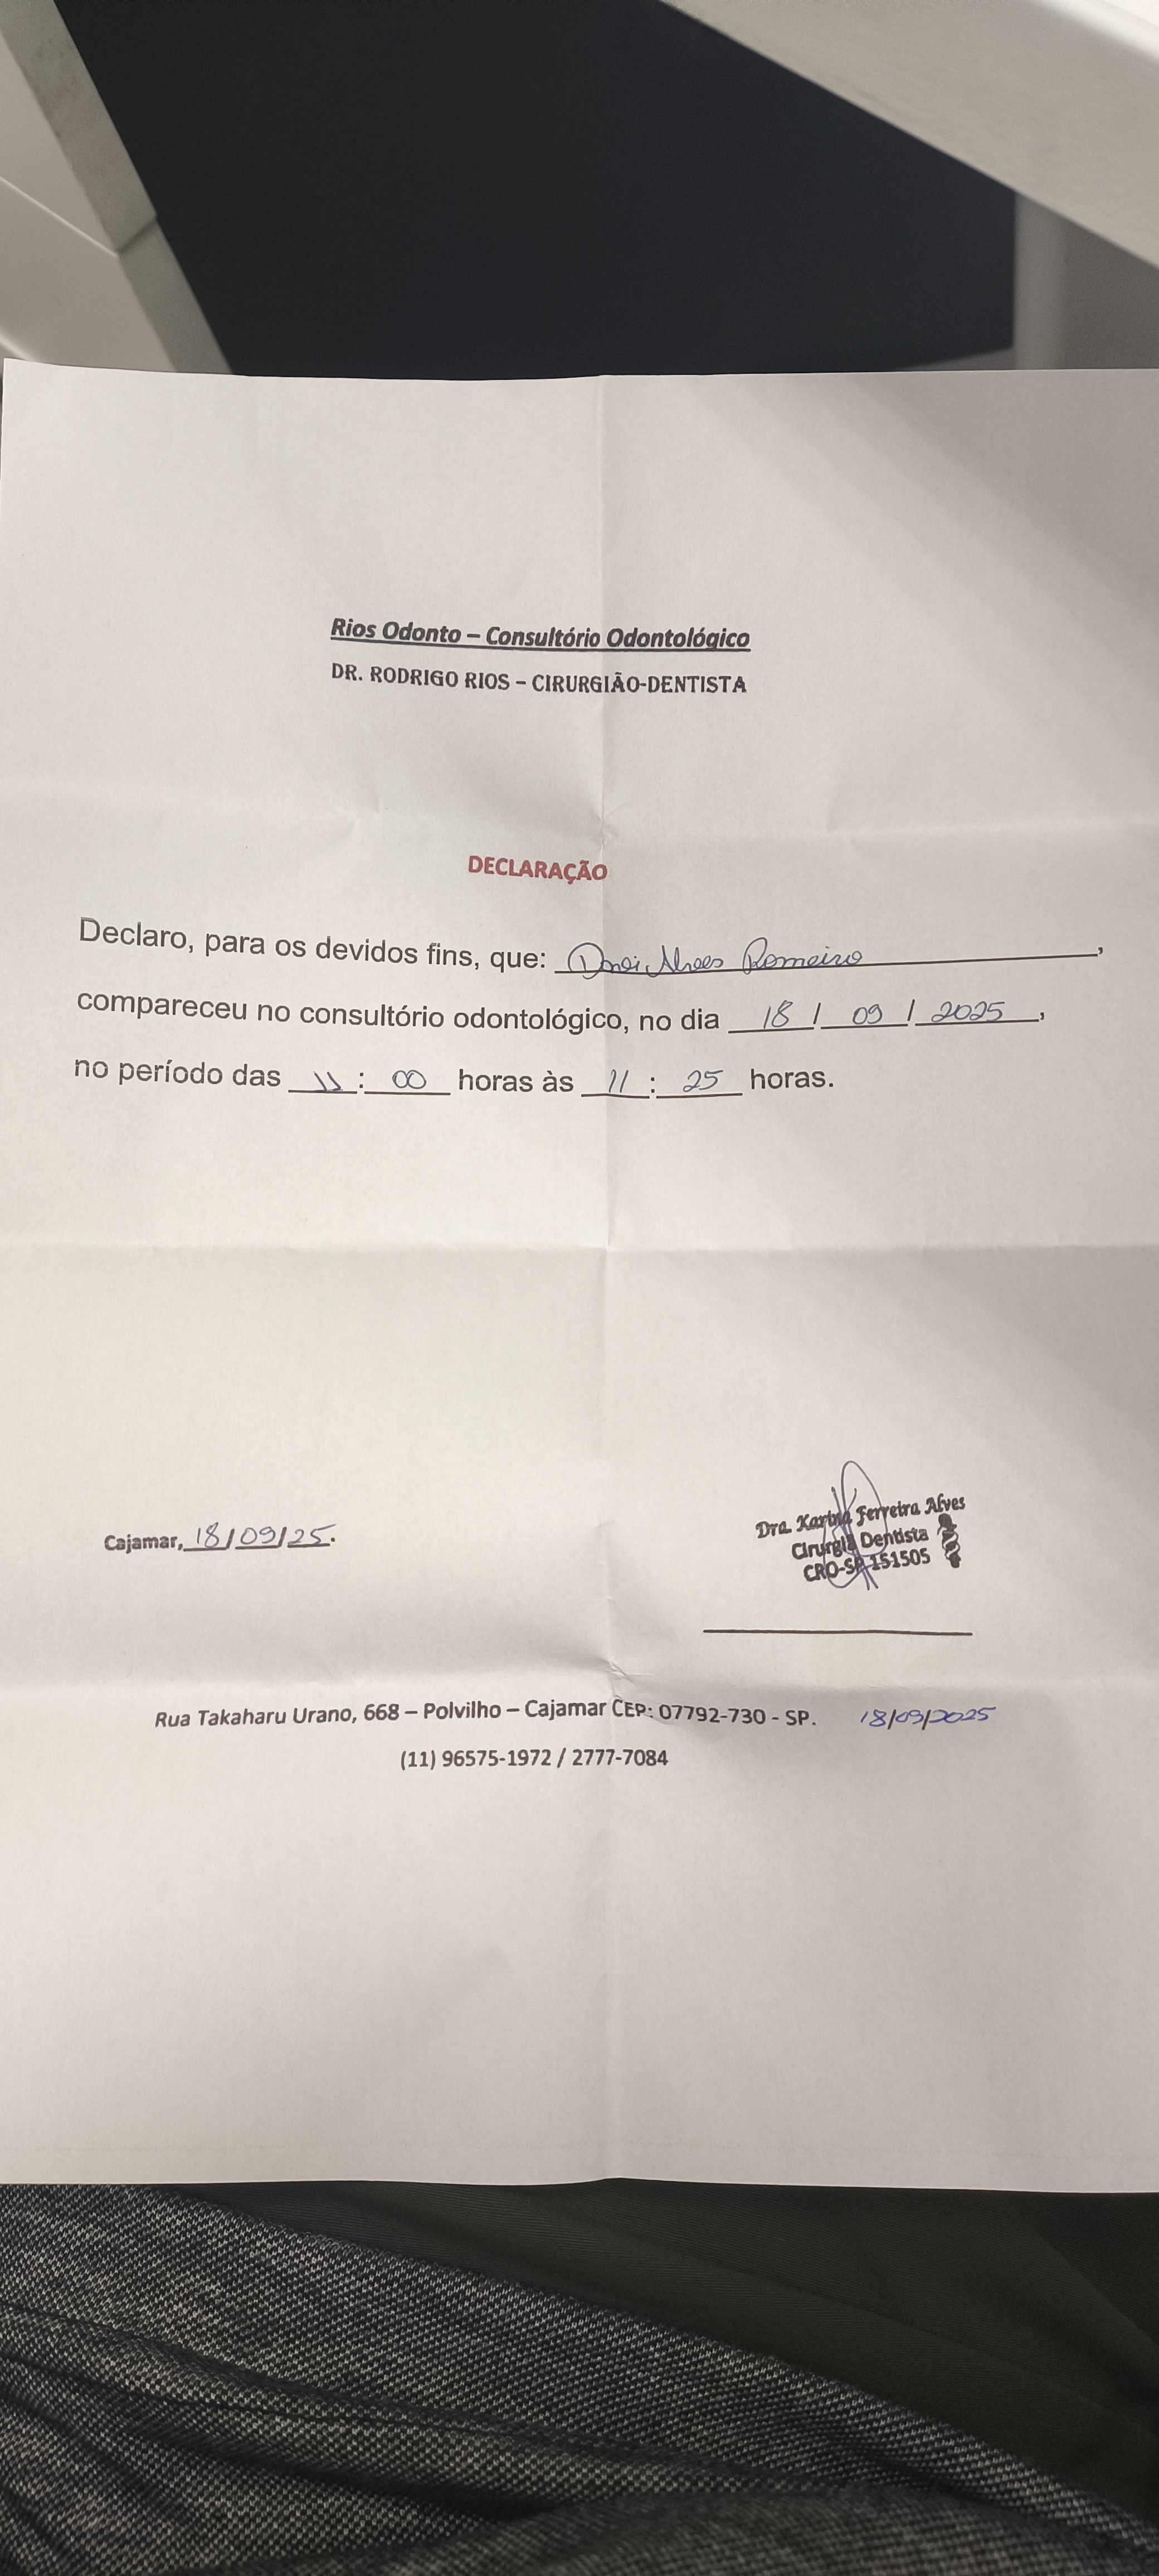 Rios Odonto – Consultório Odontológico
DR. RODRIGO RIOS – CIRURGIÃO-DENTISTA
DECLARAÇÃO
Declaro, para os devidos fins, que: Romeiro,
compareceu no consultório odontológico, no dia 18/09/2025,
no período das 11:00 horas às 11:25 horas.
Dra. Karina Ferreira Alves
Cirurgiã Dentista
CRO-SP 151505
Cajamar, 18/09/25.
Rua Takaharu Urano, 668 – Polvilho – Cajamar CEP: 07792-730 - SP. 18/09/2025
(11) 96575-1972 / 2777-7084